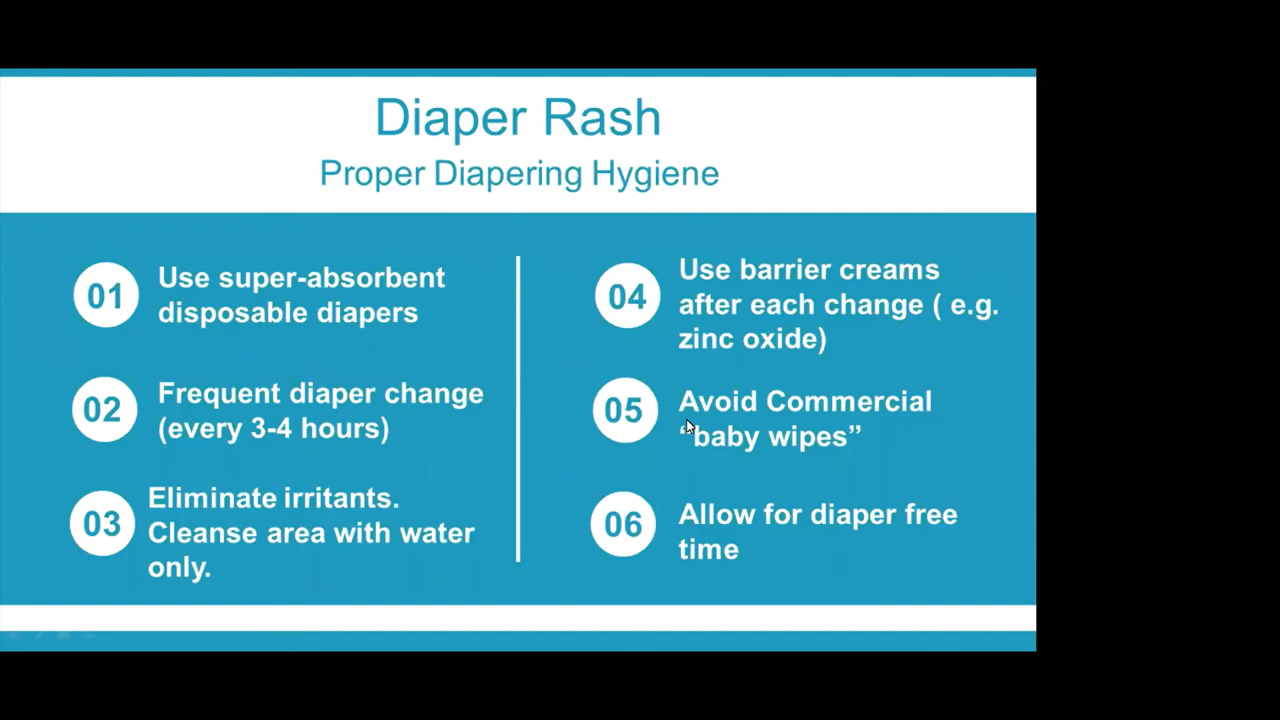 Diaper Rash
Proper Diapering Hygiene
01
Use super-absorbent
disposable diapers
02
Frequent diaper change
(every 3-4 hours)
03
Eliminate irritants.
Cleanse area with water
only.
04
Use barrier creams
after each change ( e.g.
zinc oxide)
05
Avoid Commercial
“baby wipes”
06
Allow for diaper free
time